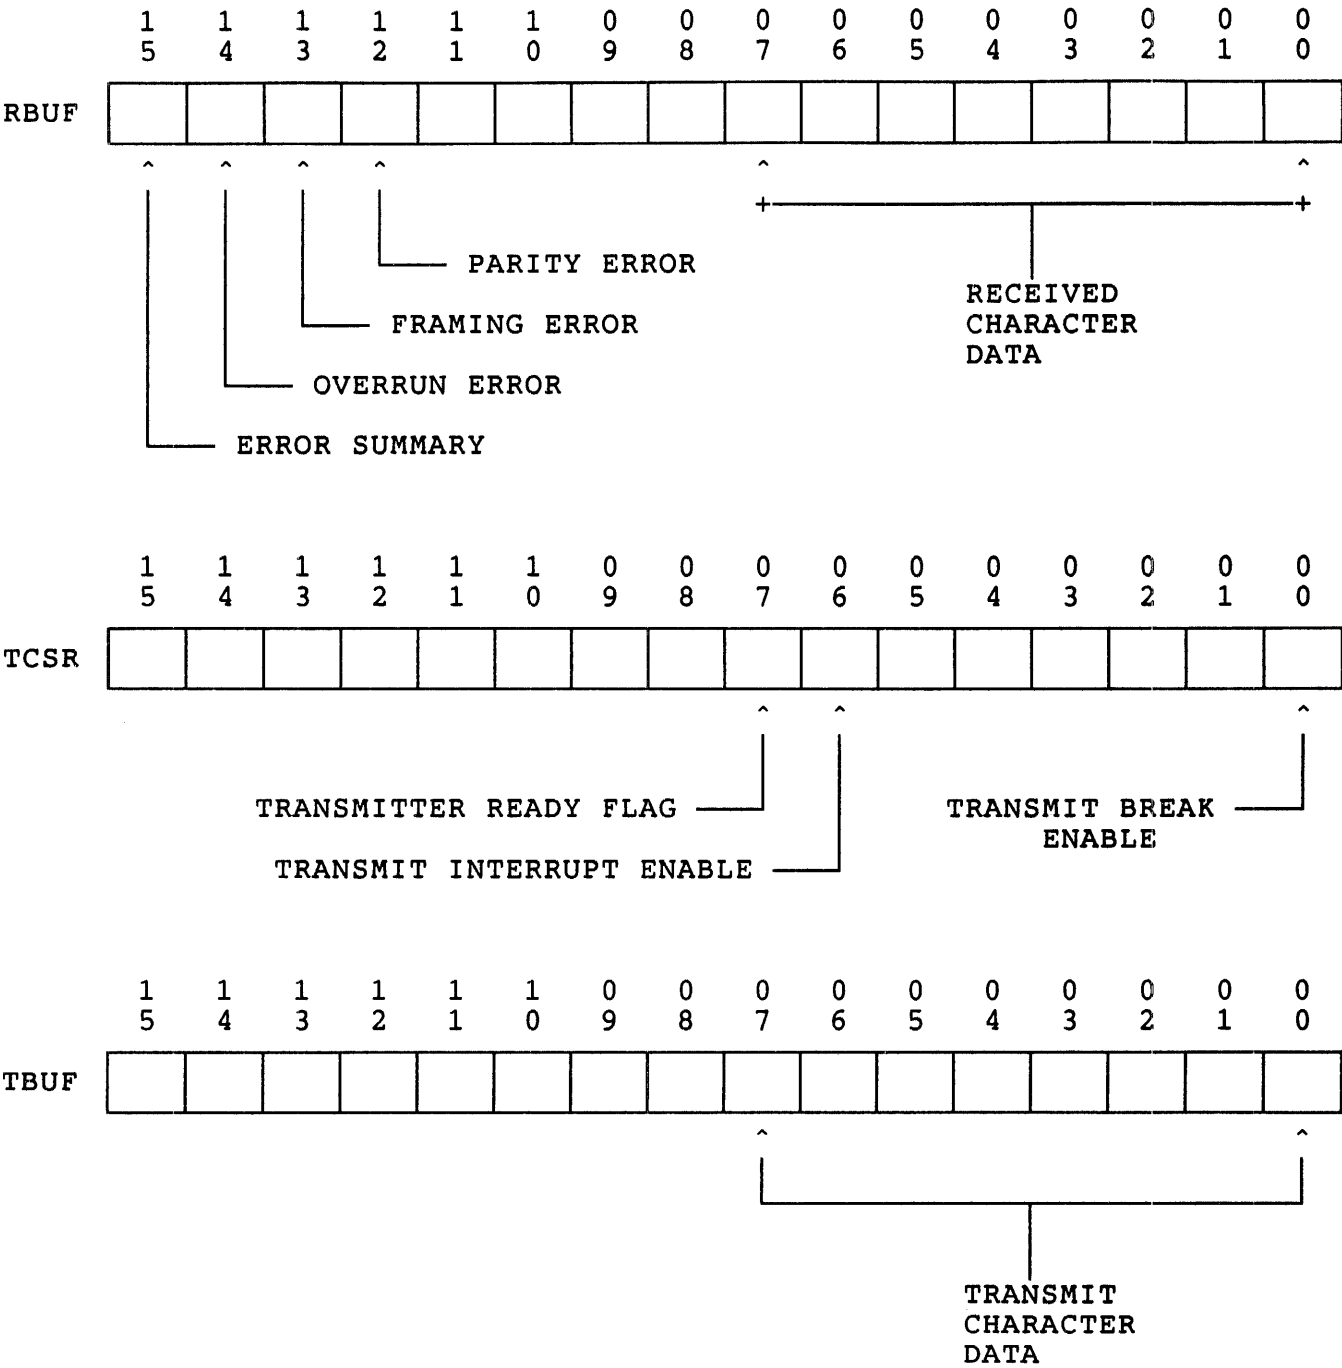 1 1 1 1 1 1 0 0 0 0 0 0 0 0 0 0
5 4 3 2 1 0 9 8 7 6 5 4 3 2 1 0
RBUF
^ ^ ^ ^ ^ ^
+ +
PARITY ERROR
RECEIVED
FRAMING ERROR
CHARACTER
DATA
OVERRUN ERROR
ERROR SUMMARY
1 1 1 1 1 1 0 0 0 0 0 0 0 0 0 0
5 4 3 2 1 0 9 8 7 6 5 4 3 2 1 0
TCSR
^ ^ ^
TRANSMITTER READY FLAG
TRANSMIT BREAK
ENABLE
TRANSMIT INTERRUPT ENABLE
1 1 1 1 1 1 0 0 0 0 0 0 0 0 0 0
5 4 3 2 1 0 9 8 7 6 5 4 3 2 1 0
TBUF
^ ^
TRANSMIT
CHARACTER
DATA